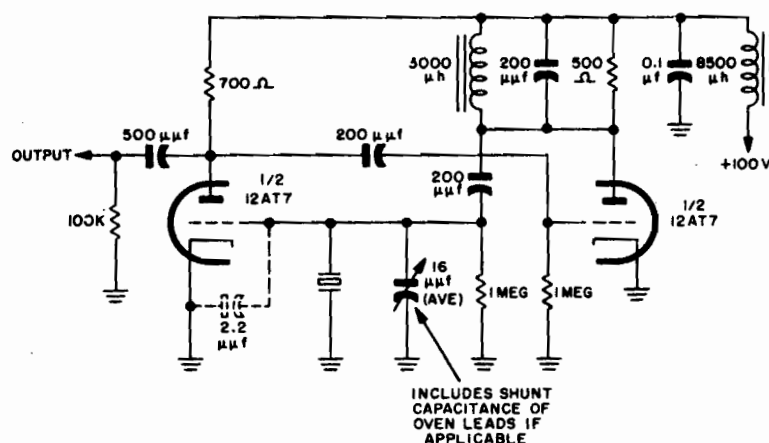 3000
μh
200
μμf
500
Ω
0.1
μf
8500
μh
700 Ω
500 μμf
200 μμf
OUTPUT
+100V
1/2
12AT7
200
μμf
1/2
12AT7
100K
16
μμf
(AVE)
1 MEG
1 MEG
2.2
μμf
INCLUDES SHUNT
CAPACITANCE OF
OVEN LEADS IF
APPLICABLE